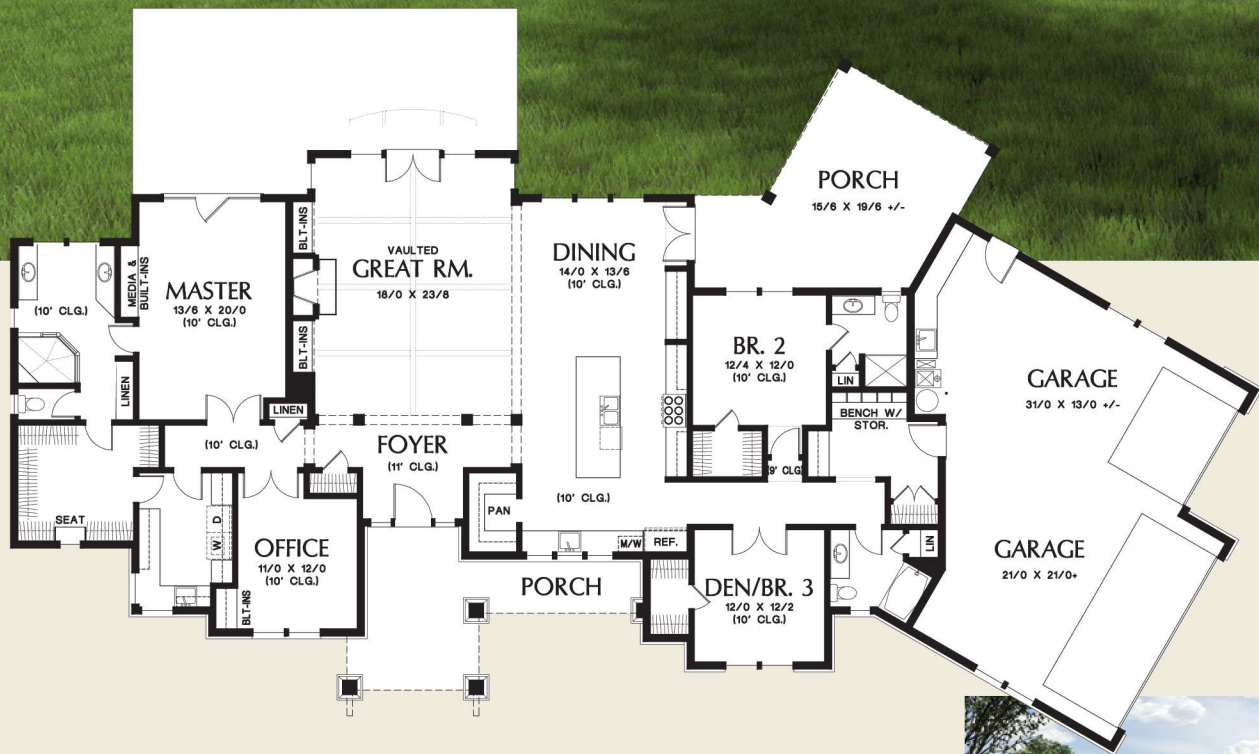 PORCH
15/6 X 19/6 +/-
VAULTED
GREAT RM.
18/0 X 23/8
BLT-INS
BLT-INS
DINING
14/0 X 13/6
(10' CLG.)
MEDIA &
BUILT-INS
MASTER
13/6 X 20/0
(10' CLG.)
(10' CLG.)
LINEN
LINEN
BR. 2
12/4 X 12/0
(10' CLG.)
LIN
GARAGE
31/0 X 13/0 +/-
BENCH W/
STOR.
(10' CLG.)
FOYER
(11' CLG.)
(9' CLG
(10' CLG.)
PAN
SEAT
W D
OFFICE
11/0 X 12/0
(10' CLG.)
BLT-INS
M/W
REF.
PORCH
DEN/BR. 3
12/0 X 12/2
(10' CLG.)
LIN
GARAGE
21/0 X 21/0+